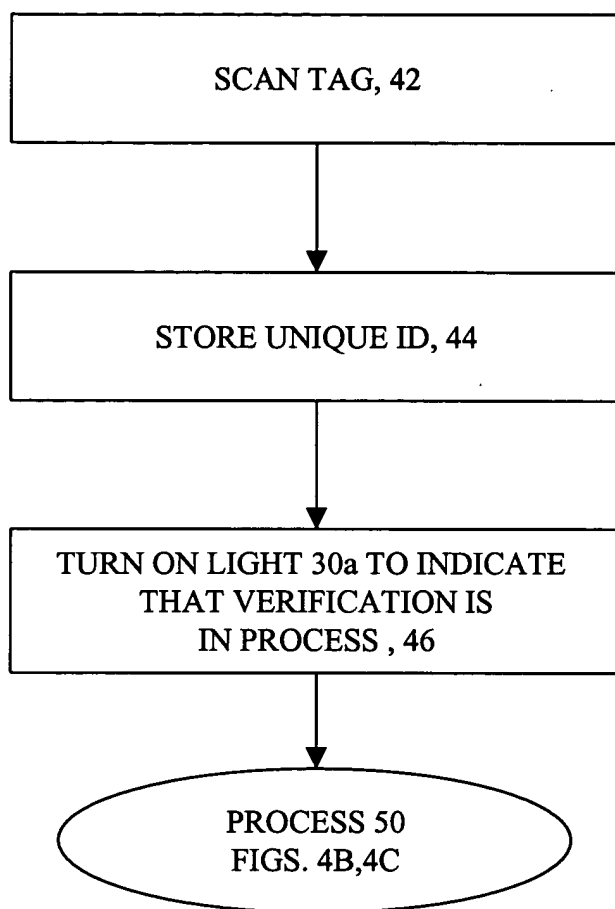 SCAN TAG, 42
STORE UNIQUE ID, 44
TURN ON LIGHT 30a TO INDICATE
THAT VERIFICATION IS
IN PROCESS , 46
PROCESS 50
FIGS. 4B,4C